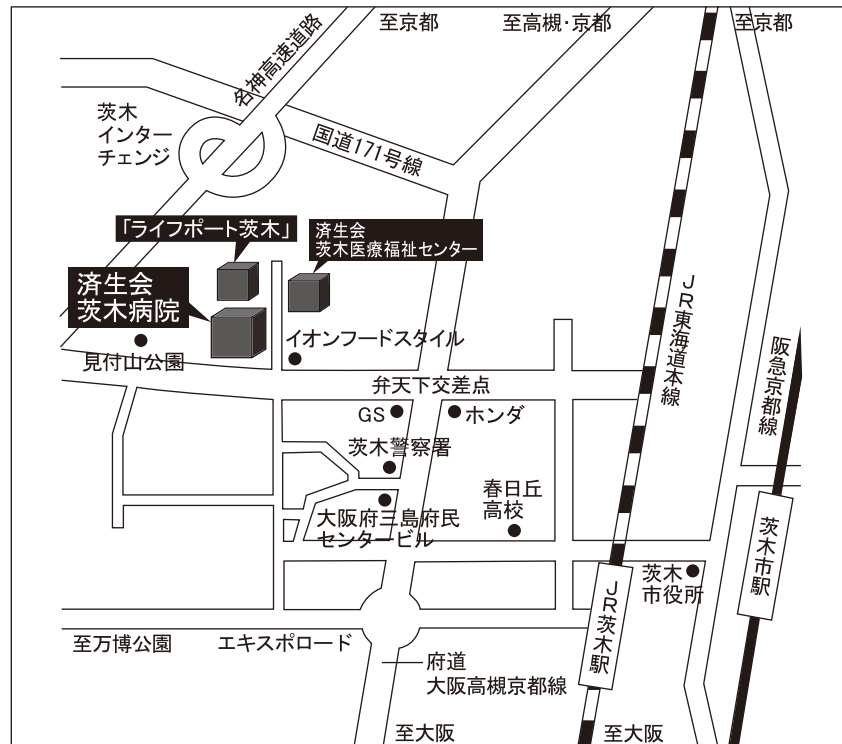 至京都
至高槻・京都
至京都
名神高速道路
茨木
インター
チェンジ
国道171号線
「ライフポート茨木」
済生会
茨木医療福祉センター
済生会
茨木病院
JR東海道本線
阪急京都線
イオンフードスタイル
見付山公園
弁天下交差点
GS
ホンダ
茨木警察署
春日丘
高校
大阪府三島府民
センタービル
茨木市駅
茨木
市役所
JR茨木駅
至万博公園
エキスポロード
府道
大阪高槻京都線
至大阪
至大阪